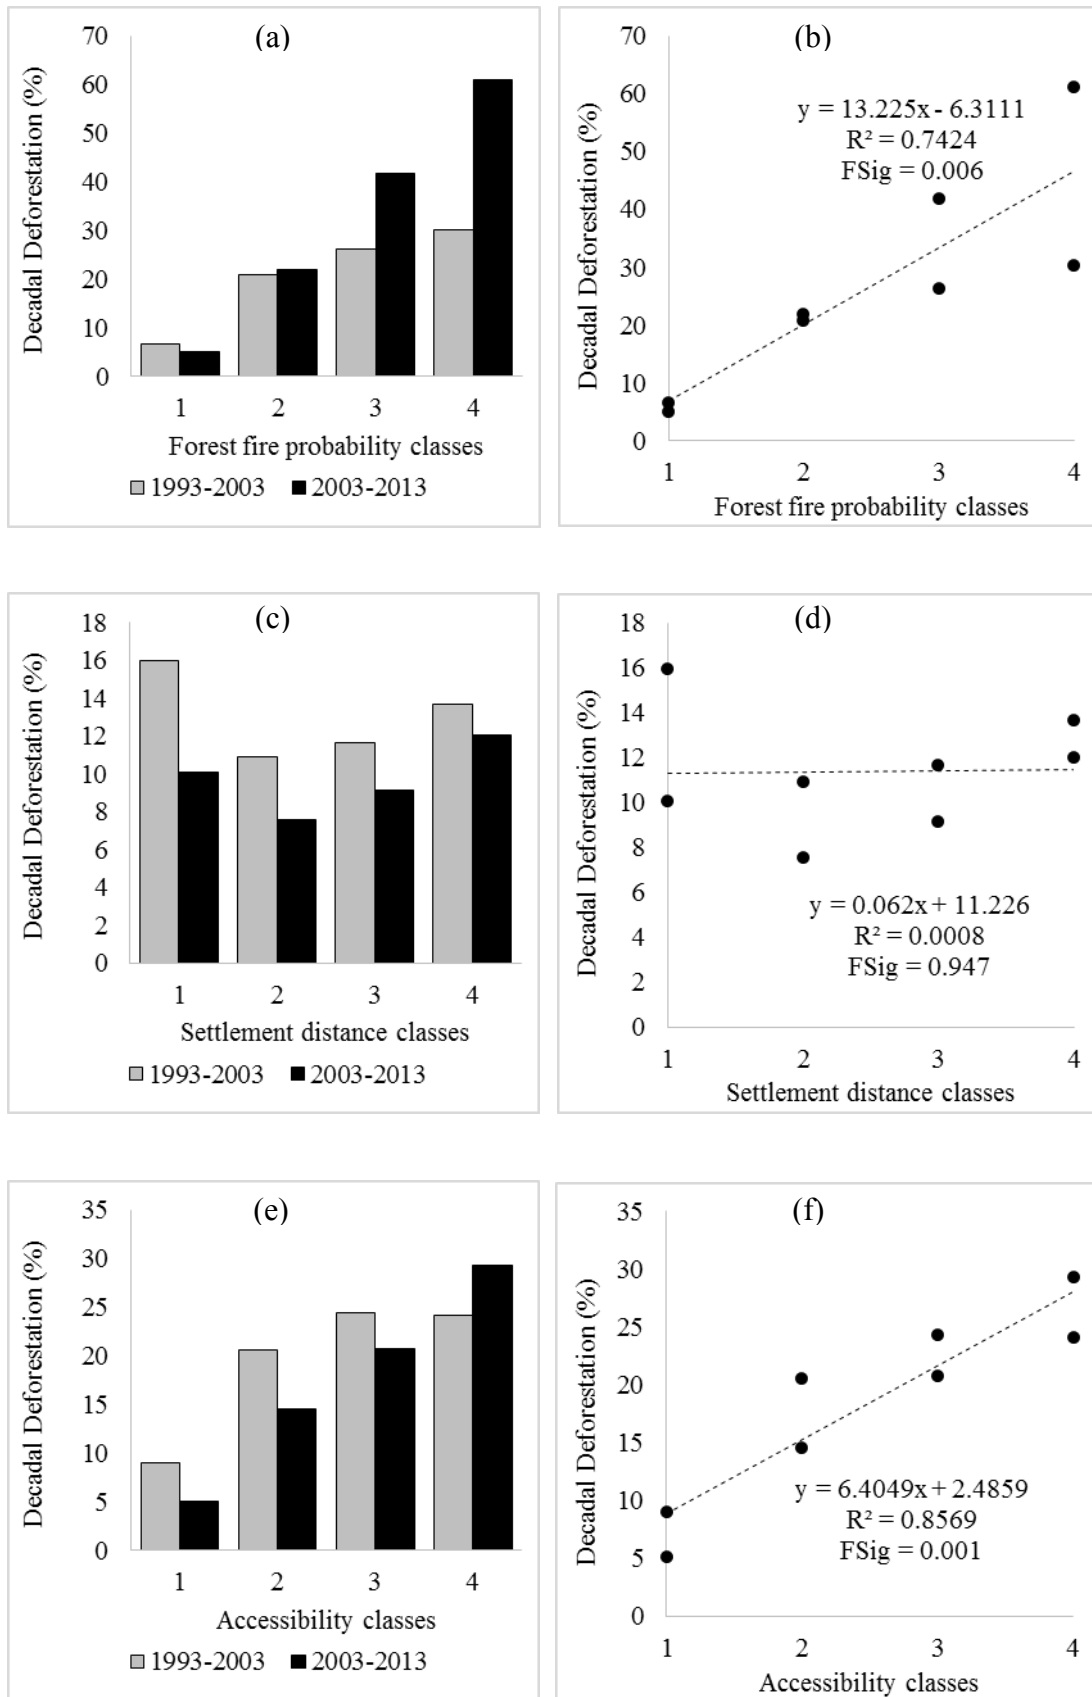 (a)
Decadal Deforestation (%)
70
60
50
40
30
20
10
0
1 2 3 4
Forest fire probability classes
1993-2003 2003-2013
(b)
Decadal Deforestation (%)
70
60
50
40
30
20
10
0
y = 13.225x - 6.3111
R² = 0.7424
FSig = 0.006
1 2 3 4
Forest fire probability classes
(c)
Decadal Deforestation (%)
18
16
14
12
10
8
6
4
2
0
1 2 3 4
Settlement distance classes
1993-2003 2003-2013
(d)
Decadal Deforestation (%)
18
16
14
12
10
8
6
4
2
0
y = 0.062x + 11.226
R² = 0.0008
FSig = 0.947
1 2 3 4
Settlement distance classes
(e)
Decadal Deforestation (%)
35
30
25
20
15
10
5
0
1 2 3 4
Accessibility classes
1993-2003 2003-2013
(f)
Decadal Deforestation (%)
35
30
25
20
15
10
5
0
y = 6.4049x + 2.4859
R² = 0.8569
FSig = 0.001
1 2 3 4
Accessibility classes